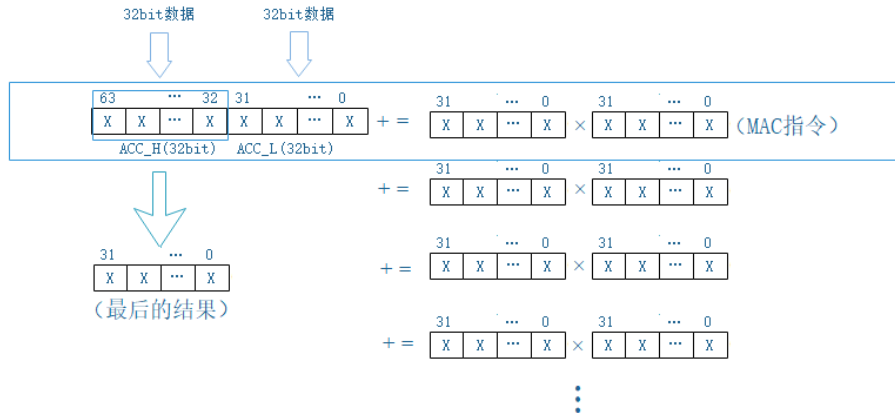 32bit数据 32bit数据
63 … 32 31 … 0 31 … 0 31 … 0
X X … X X X … X += X X … X × X X … X (MAC指令)
ACC_H(32bit) ACC_L(32bit)
31 … 0 31 … 0
+= X X … X × X X … X
31 … 0 31 … 0 31 … 0
X X … X += X X … X × X X … X
(最后的结果)
31 … 0 31 … 0
+= X X … X × X X … X
⋮